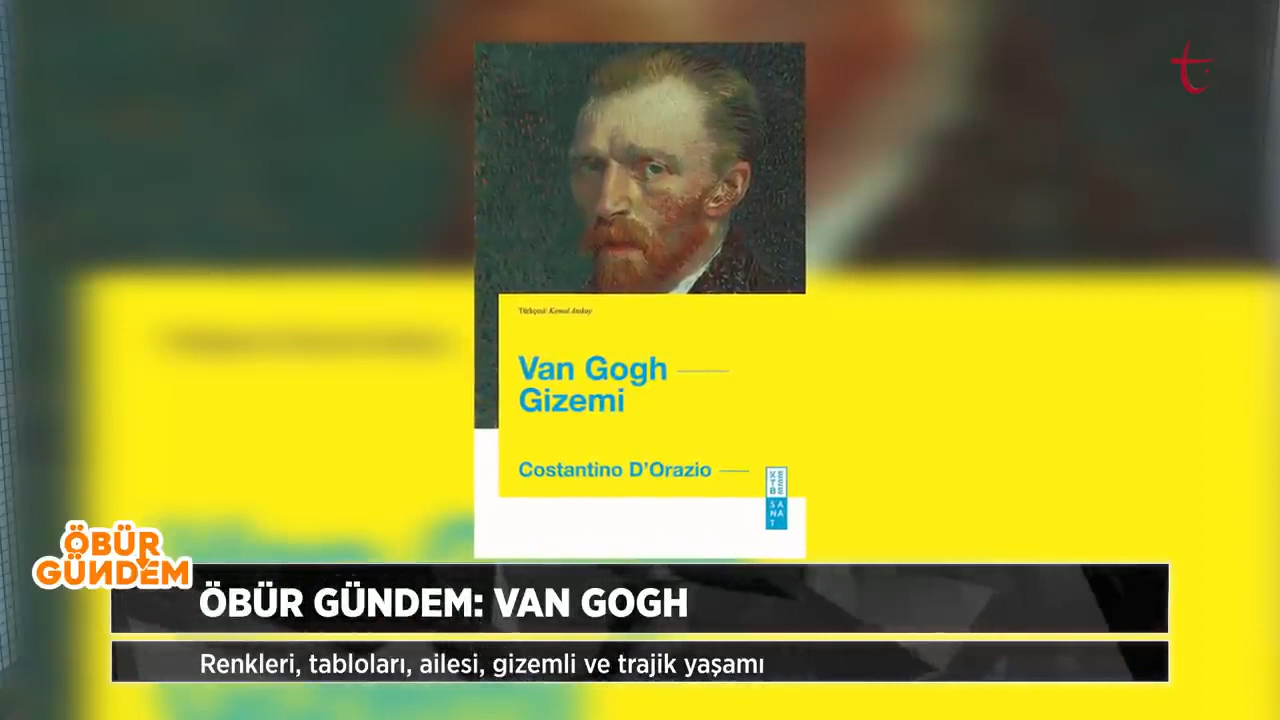 t
Türkçesi: Kemal Atakay
Van Gogh
Gizemi
Costantino D'Orazio
KETEBE
SANAT
ÖBÜR
GÜNDEM
ÖBÜR GÜNDEM: VAN GOGH
Renkleri, tabloları, ailesi, gizemli ve trajik yaşamı